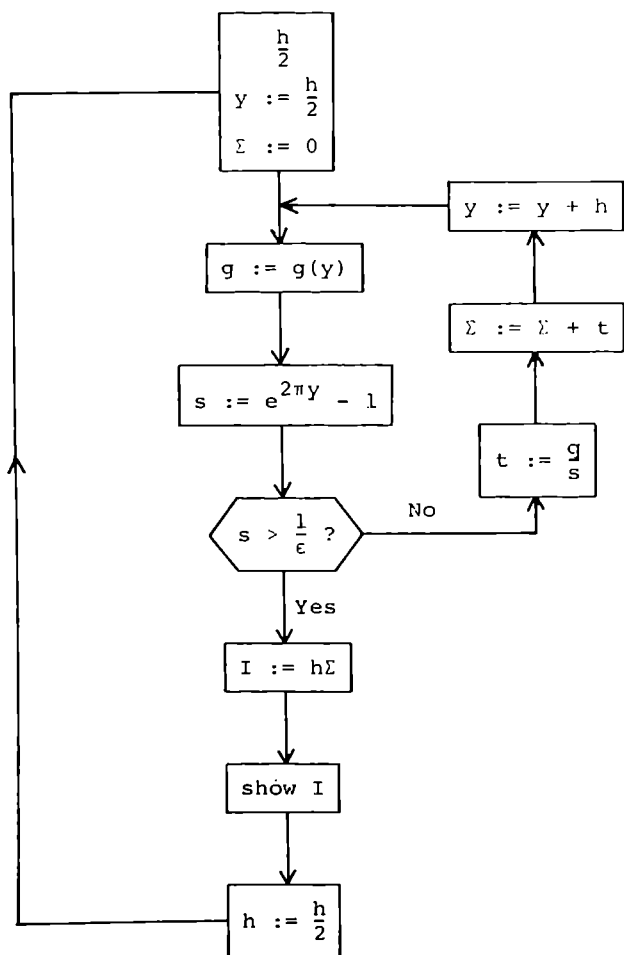 h/2
y := h/2
Σ := 0
y := y + h
g := g(y)
Σ := Σ + t
s := e^{2πy} - 1
t := g/s
No
s > 1/ε ?
Yes
I := hΣ
show I
h := h/2